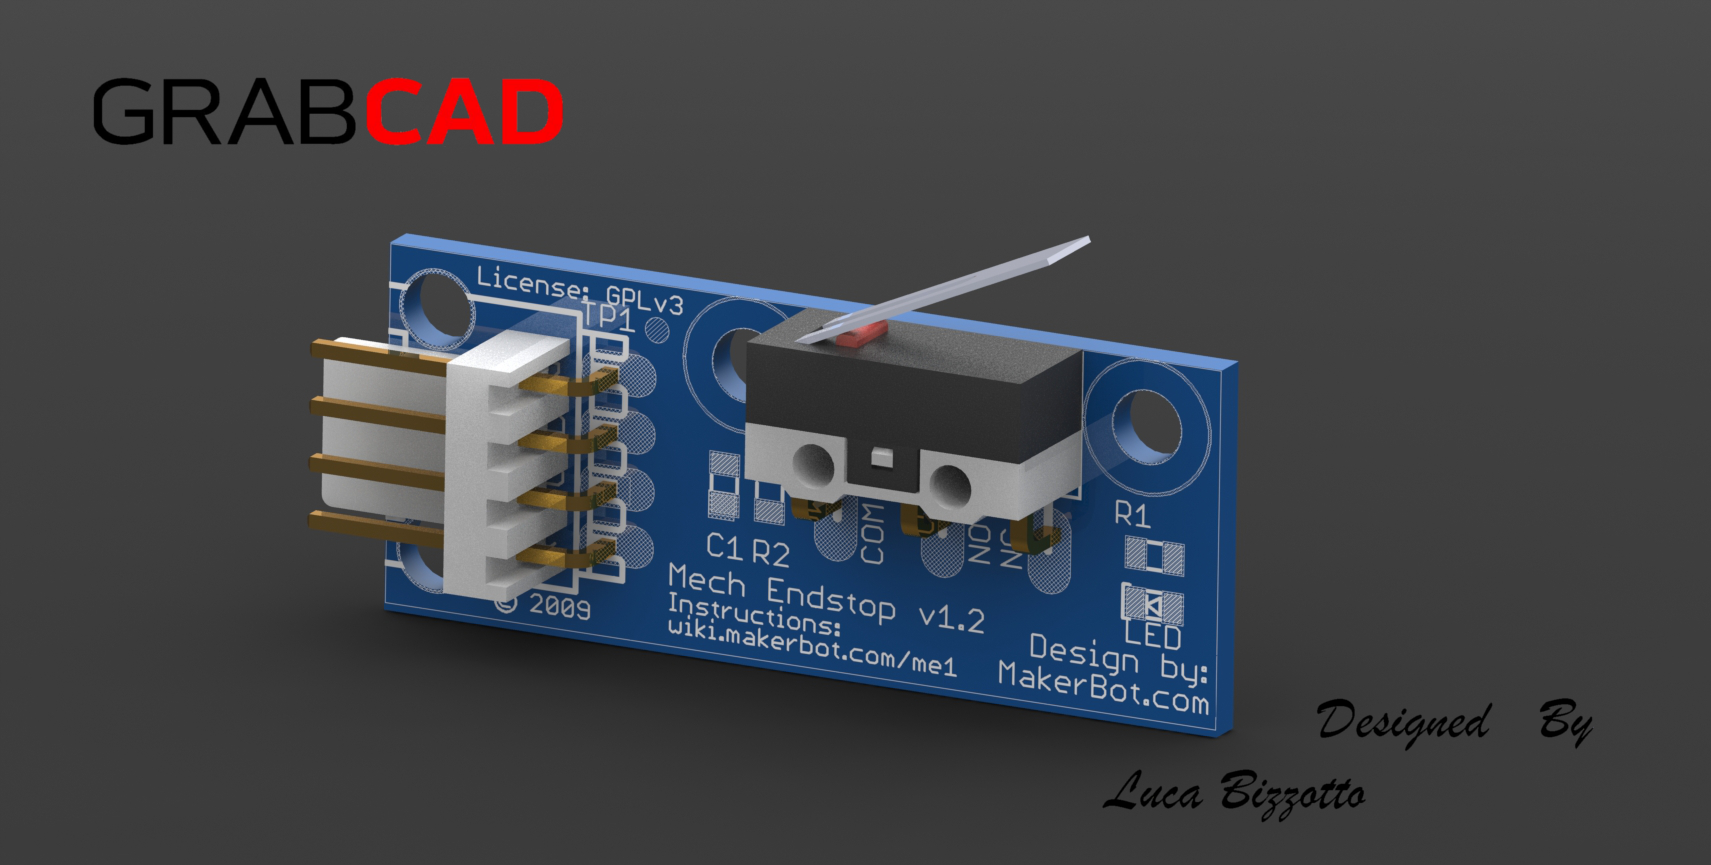 GRABCAD
License: GPLv3
TP1
C1 R2
COM
NO
NC
R1
LED
Mech Endstop v1.2
Instructions:
wiki.makerbot.com/me1
© 2009
Design by:
MakerBot.com
Designed By
Luca Bizzotto